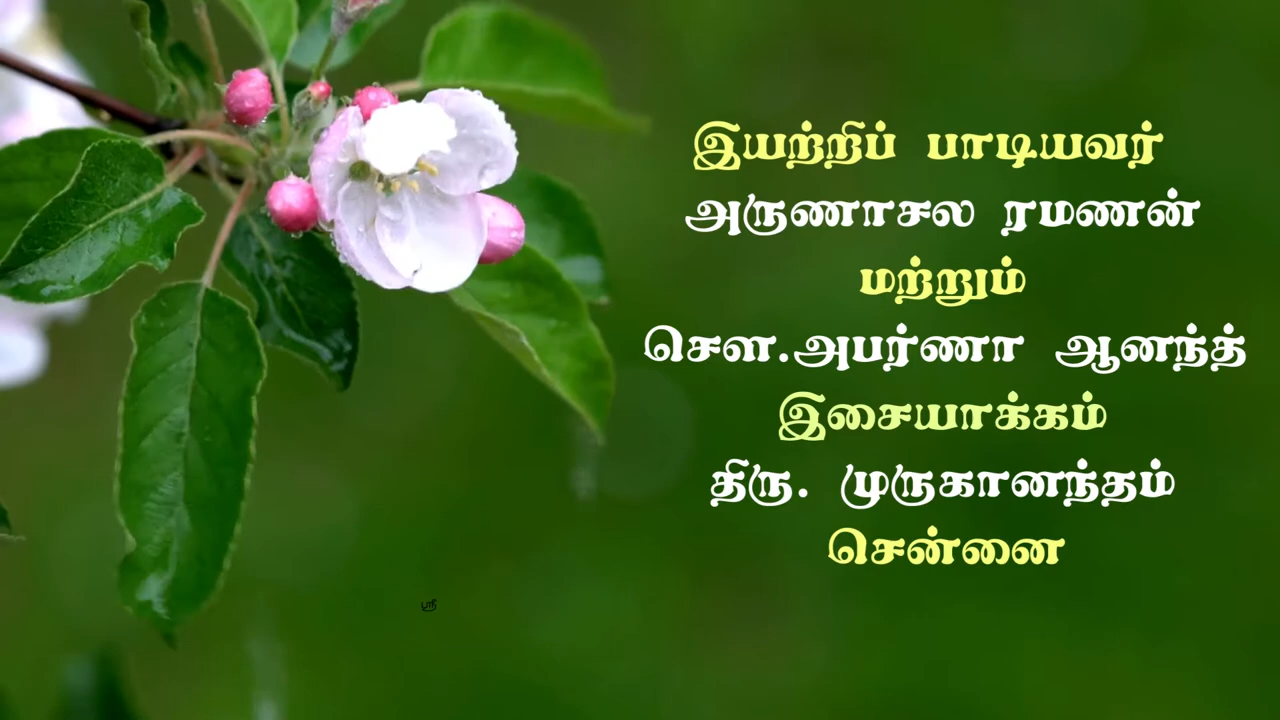 இயற்றிப் பாடியவர்
அருணாசல ரமணன்
மற்றும்
சௌ.அபர்ணா ஆனந்த்
இசையாக்கம்
திரு. முருகானந்தம்
சென்னை
ஸ்ரீ